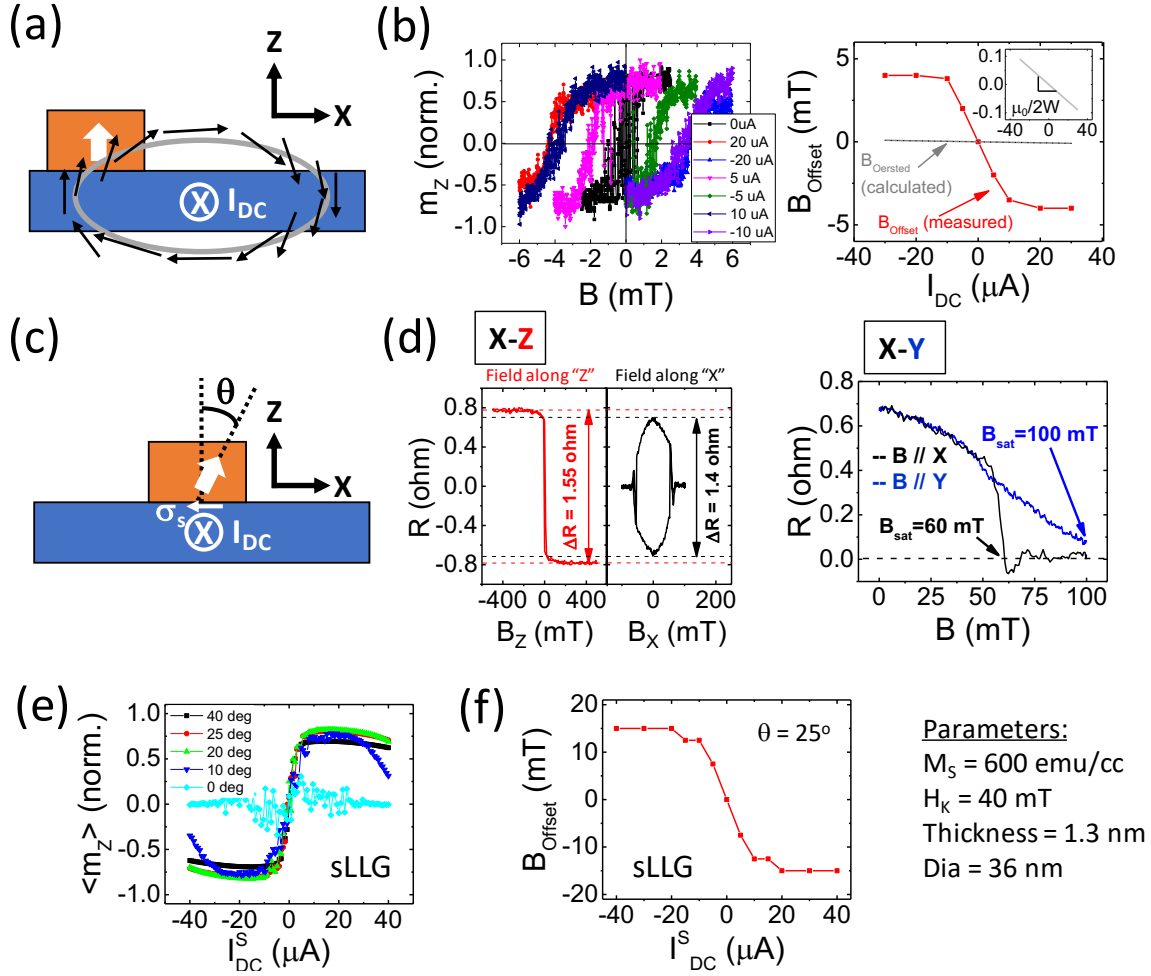 (a)
Z
X
X I_DC
(b)
m_Z (norm.)
1.0
0.5
0.0
-0.5
-1.0
-6 -4 -2 0 2 4 6
B (mT)
0uA
20 uA
-20 uA
5 uA
-5 uA
10 uA
-10 uA
B_Offset (mT)
5
0
-5
-40 -20 0 20 40
I_DC (μA)
B_Oersted
(calculated)
B_Offset (measured)
0.1
0.0
-0.1
μ_0/2W
-40 0 40
(c)
θ
Z
X
σ_s
X I_DC
(d)
X-Z
Field along “Z”
Field along “X”
R (ohm)
0.8
0.4
0.0
-0.4
-0.8
ΔR = 1.55 ohm
ΔR = 1.4 ohm
-400 0 400
B_Z (mT)
0 200
B_X (mT)
X-Y
R (ohm)
0.8
0.6
0.4
0.2
0.0
B_sat=100 mT
-- B // X
-- B // Y
B_sat=60 mT
0 25 50 75 100
B (mT)
(e)
<m_Z> (norm.)
1.0
0.5
0.0
-0.5
-1.0
40 deg
25 deg
20 deg
10 deg
0 deg
sLLG
-40 -20 0 20 40
I^S_DC (μA)
(f)
B_Offset (mT)
20
10
0
-10
-20
θ = 25°
sLLG
-40 -20 0 20 40
I^S_DC (μA)
Parameters:
M_S = 600 emu/cc
H_K = 40 mT
Thickness = 1.3 nm
Dia = 36 nm